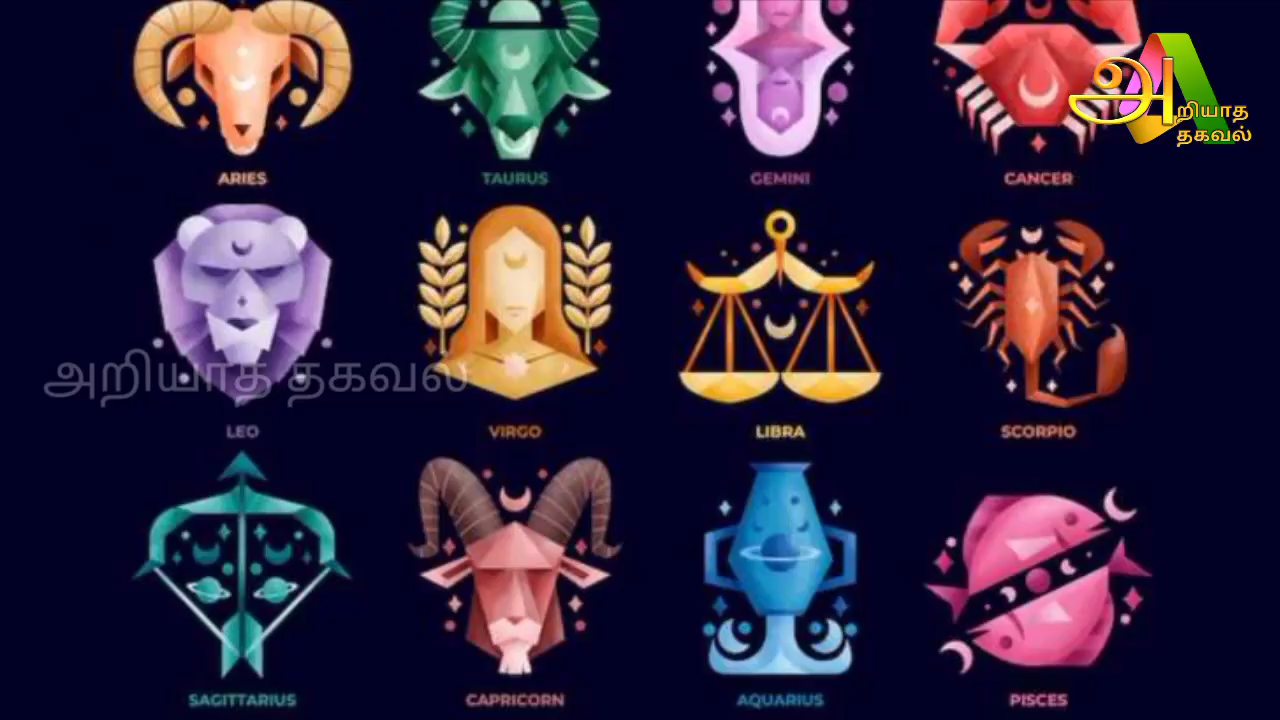 அறியாத
தகவல்
ARIES
TAURUS
GEMINI
CANCER
அறியாத தகவல்
LEO
VIRGO
LIBRA
SCORPIO
SAGITTARIUS
CAPRICORN
AQUARIUS
PISCES